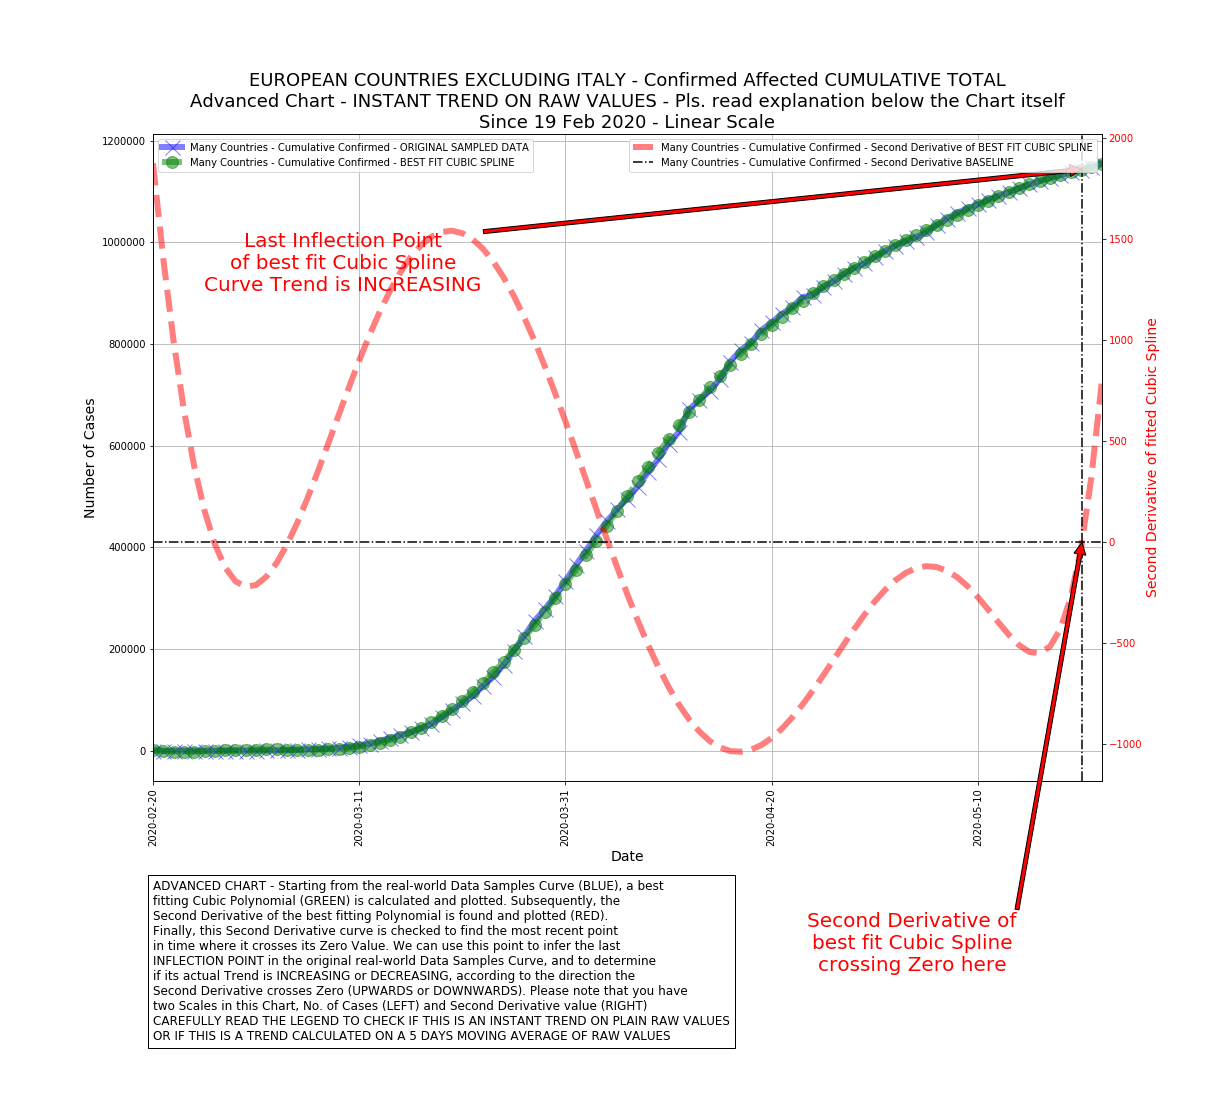 EUROPEAN COUNTRIES EXCLUDING ITALY - Confirmed Affected CUMULATIVE TOTAL
Advanced Chart - INSTANT TREND ON RAW VALUES - Pls. read explanation below the Chart itself
Since 19 Feb 2020 - Linear Scale
Many Countries - Cumulative Confirmed - ORIGINAL SAMPLED DATA
Many Countries - Cumulative Confirmed - BEST FIT CUBIC SPLINE
Many Countries - Cumulative Confirmed - Second Derivative of BEST FIT CUBIC SPLINE
Many Countries - Cumulative Confirmed - Second Derivative BASELINE
Last Inflection Point
of best fit Cubic Spline
Curve Trend is INCREASING
Number of Cases
1200000
1000000
800000
600000
400000
200000
0
2000
1500
1000
500
0
−500
−1000
Second Derivative of fitted Cubic Spline
2020-02-20
2020-03-11
2020-03-31
2020-04-20
2020-05-10
Date
ADVANCED CHART - Starting from the real-world Data Samples Curve (BLUE), a best
fitting Cubic Polynomial (GREEN) is calculated and plotted. Subsequently, the
Second Derivative of the best fitting Polynomial is found and plotted (RED).
Finally, this Second Derivative curve is checked to find the most recent point
in time where it crosses its Zero Value. We can use this point to infer the last
INFLECTION POINT in the original real-world Data Samples Curve, and to determine
if its actual Trend is INCREASING or DECREASING, according to the direction the
Second Derivative crosses Zero (UPWARDS or DOWNWARDS). Please note that you have
two Scales in this Chart, No. of Cases (LEFT) and Second Derivative value (RIGHT)
CAREFULLY READ THE LEGEND TO CHECK IF THIS IS AN INSTANT TREND ON PLAIN RAW VALUES
OR IF THIS IS A TREND CALCULATED ON A 5 DAYS MOVING AVERAGE OF RAW VALUES
Second Derivative of
best fit Cubic Spline
crossing Zero here